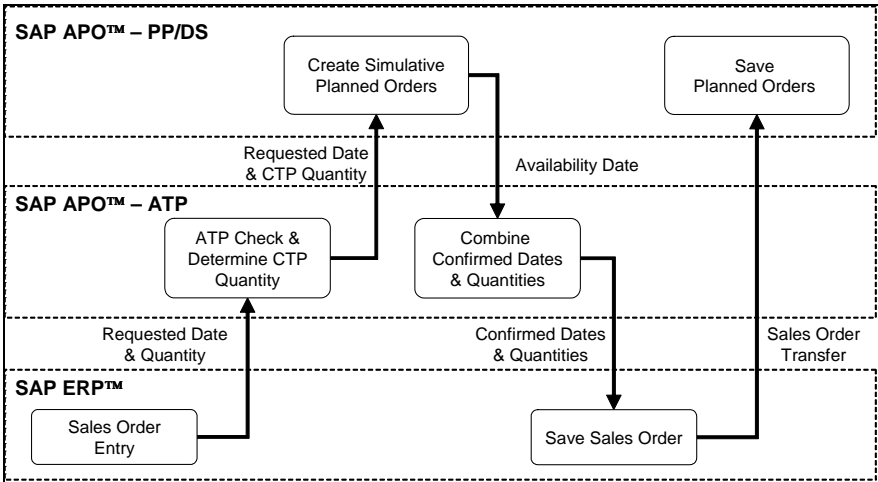 SAP APO™ – PP/DS
Create Simulative
Planned Orders
Save
Planned Orders
Requested Date
& CTP Quantity
Availability Date
SAP APO™ – ATP
ATP Check &
Determine CTP
Quantity
Combine
Confirmed Dates
& Quantities
Requested Date
& Quantity
Confirmed Dates
& Quantities
Sales Order
Transfer
SAP ERP™
Sales Order
Entry
Save Sales Order